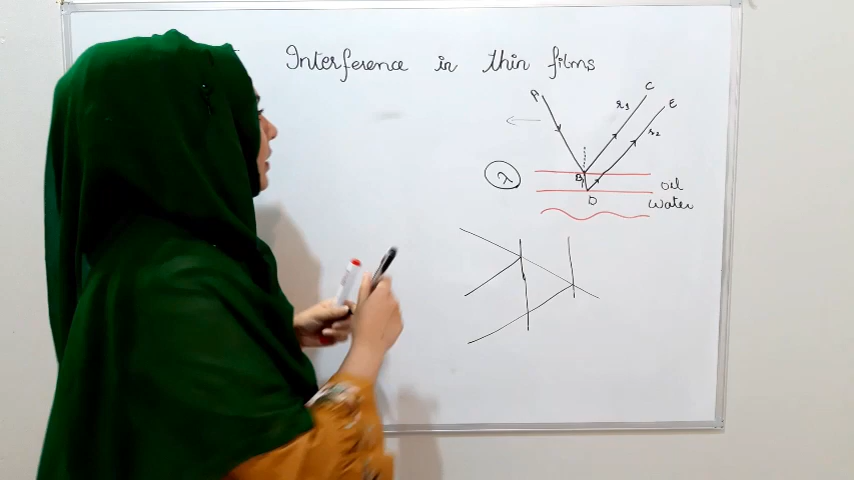 Interference in thin films
A
C
r1
E
r2
λ
B
oil
D
water